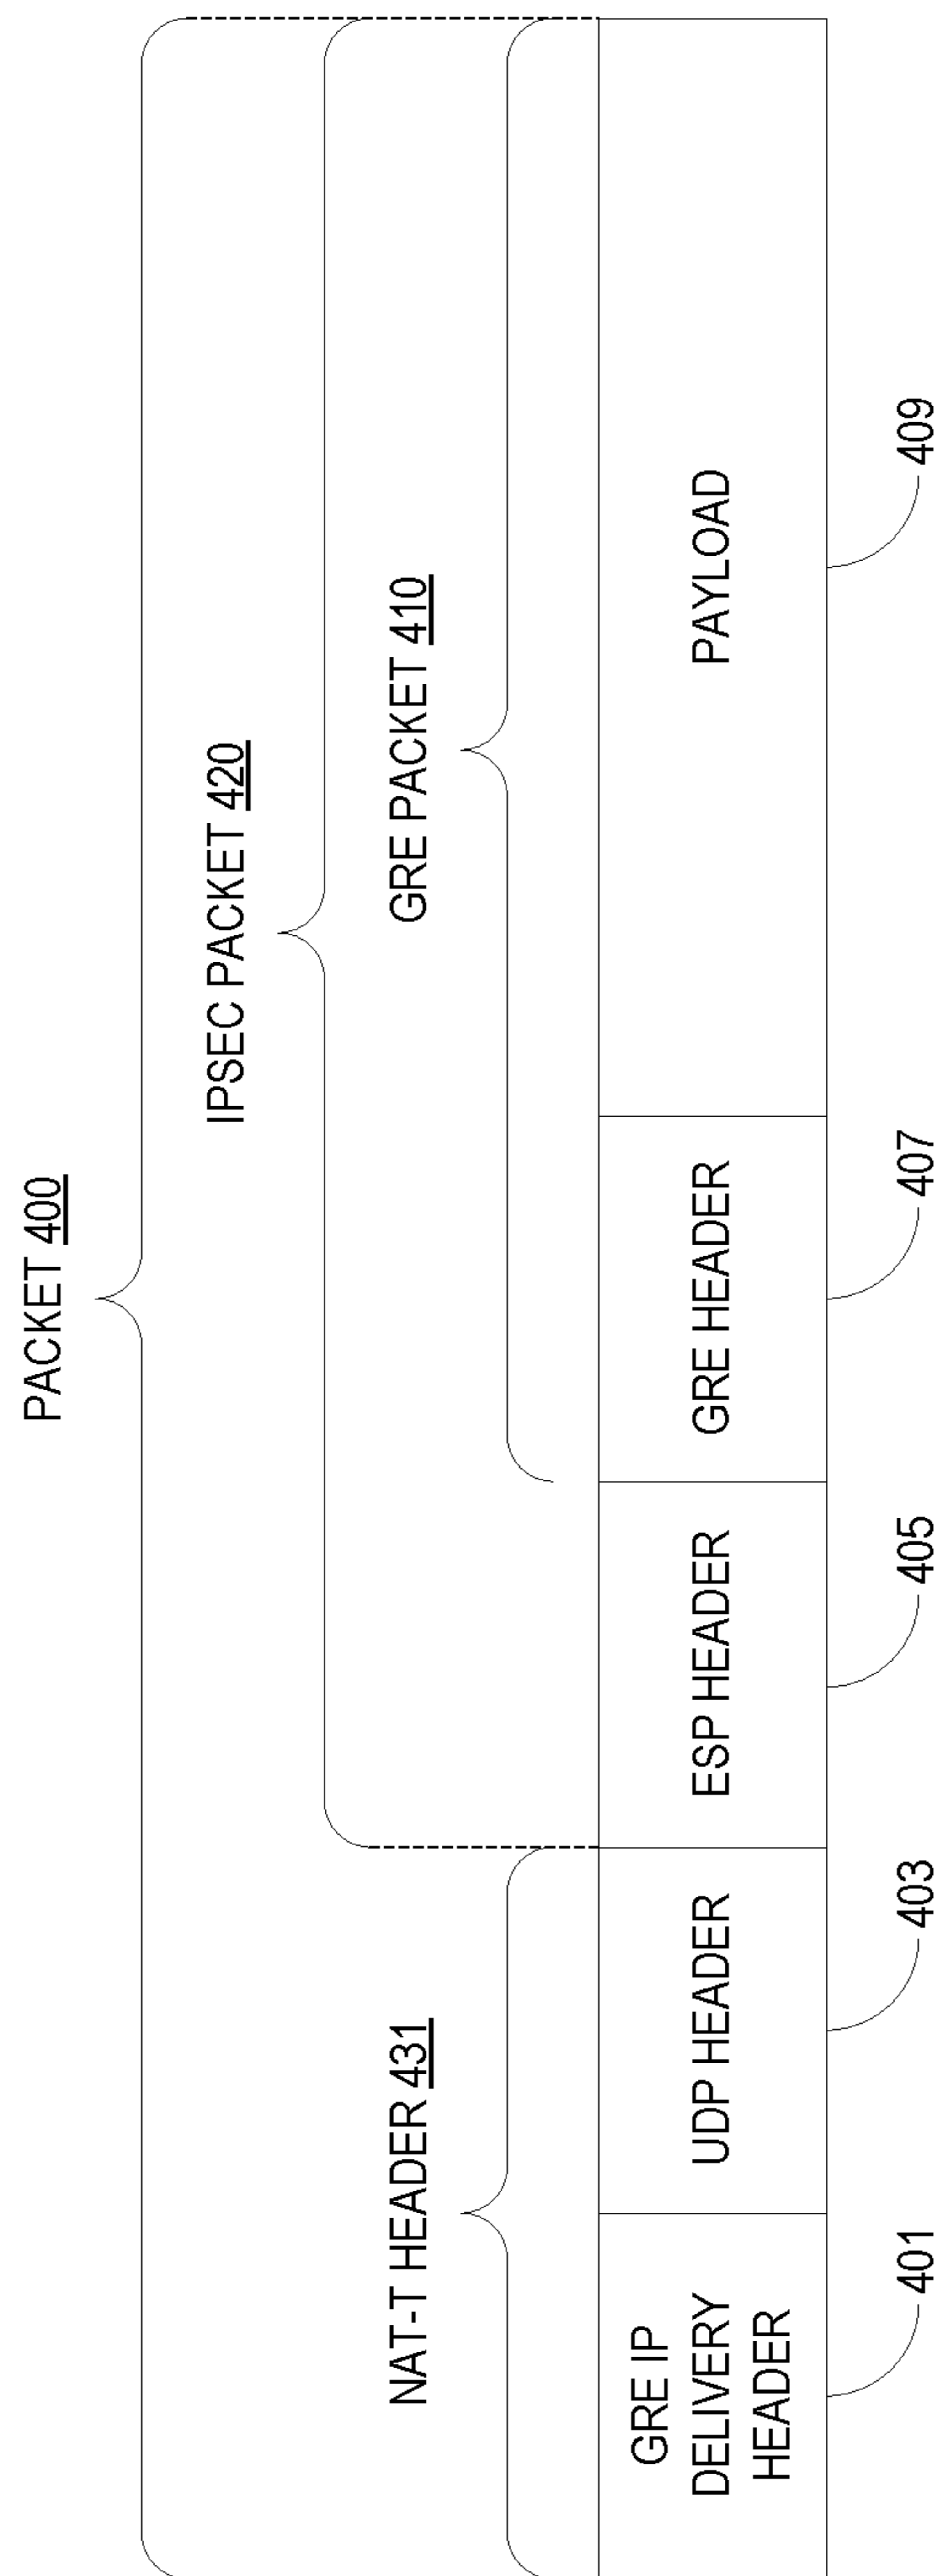 PACKET 400
IPSEC PACKET 420
NAT-T HEADER 431
GRE PACKET 410
GRE IP
DELIVERY
HEADER
UDP HEADER
ESP HEADER
GRE HEADER
PAYLOAD
401
403
405
407
409